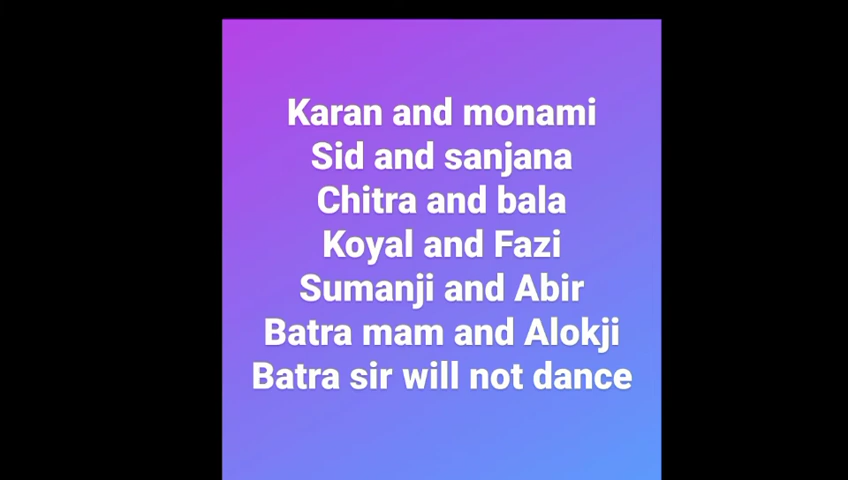 Karan and monami
Sid and sanjana
Chitra and bala
Koyal and Fazi
Sumanji and Abir
Batra mam and Alokji
Batra sir will not dance